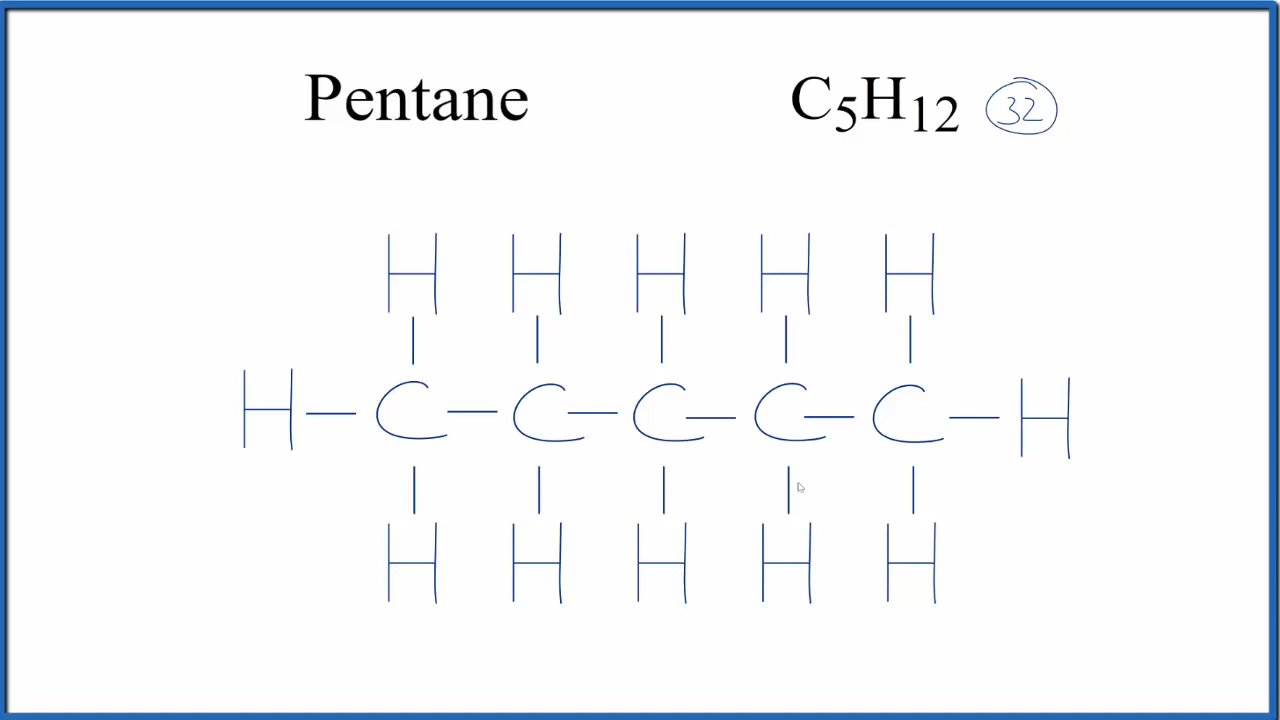 Pentane C₅H₁₂ 32
H H H H H
H – C – C – C – C – C – H
H H H H H